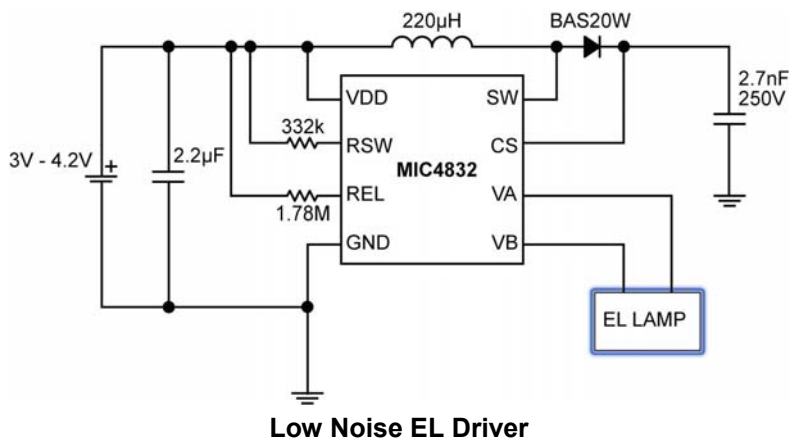 220µH
BAS20W
VDD
SW
2.7nF
250V
332k
RSW
CS
3V - 4.2V
+
2.2µF
MIC4832
REL
VA
1.78M
GND
VB
EL LAMP
Low Noise EL Driver